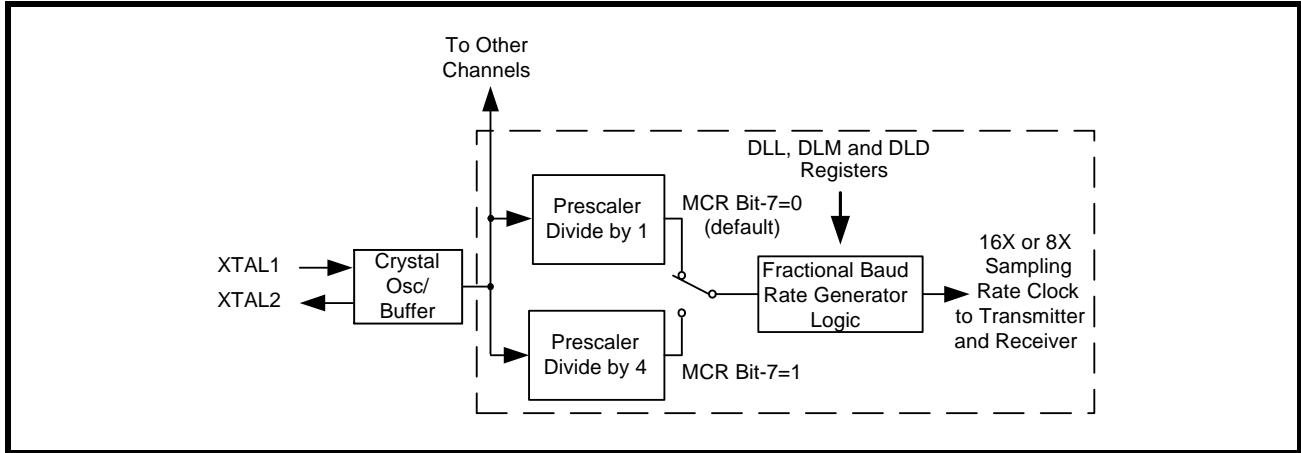 To Other
Channels
DLL, DLM and DLD
Registers
Prescaler
Divide by 1
MCR Bit-7=0
(default)
XTAL1
XTAL2
Crystal
Osc/
Buffer
Fractional Baud
Rate Generator
Logic
16X or 8X
Sampling
Rate Clock
to Transmitter
and Receiver
Prescaler
Divide by 4
MCR Bit-7=1